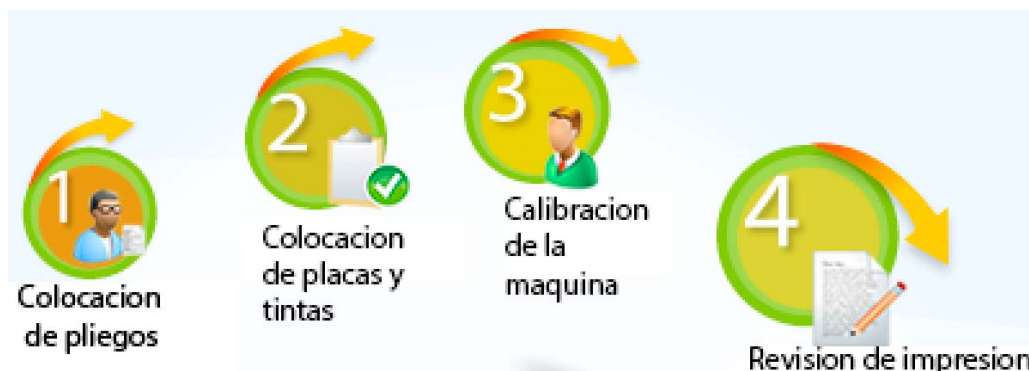 1
Colocacion
de pliegos
2
Colocacion
de placas y
tintas
3
Calibracion
de la
maquina
4
Revision de impresion